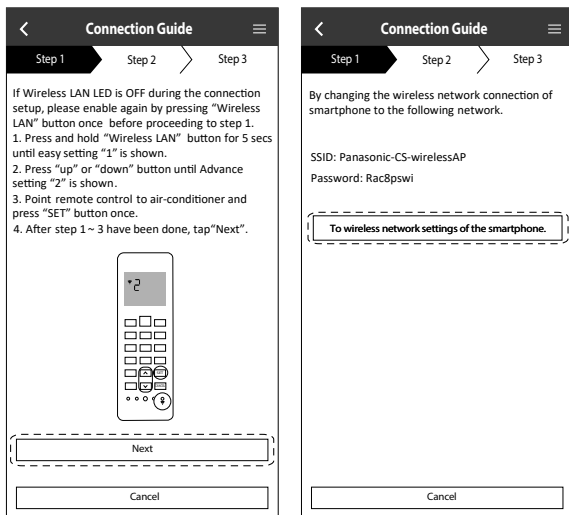 Connection Guide
Step 1
Step 2
Step 3
If Wireless LAN LED is OFF during the connection
setup, please enable again by pressing “Wireless
LAN” button once before proceeding to step 1.
1. Press and hold “Wireless LAN” button for 5 secs
until easy setting “1” is shown.
2. Press “up” or “down” button until Advance
setting “2” is shown.
3. Point remote control to air-conditioner and
press “SET” button once.
4. After step 1 ~ 3 have been done, tap“Next”.
2
Next
Cancel
Connection Guide
Step 1
Step 2
Step 3
By changing the wireless network connection of
smartphone to the following network.
SSID: Panasonic-CS-wirelessAP
Password: Rac8pswi
To wireless network settings of the smartphone.
Cancel